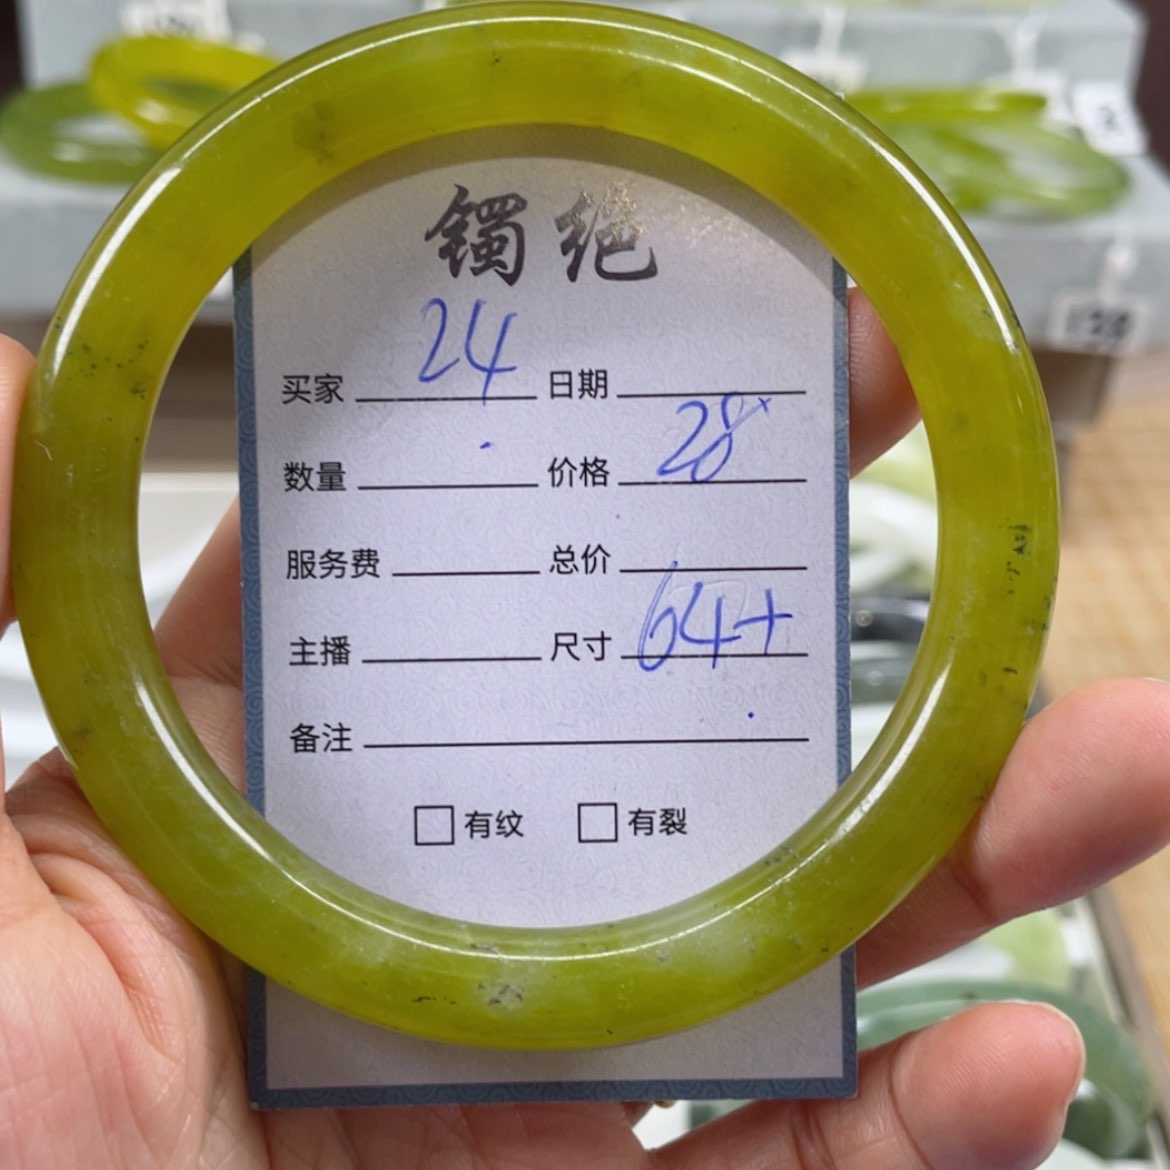 镯绝
买家 24 日期
数量 价格 28
服务费 总价
主播 尺寸 64+
备注
有纹 有裂